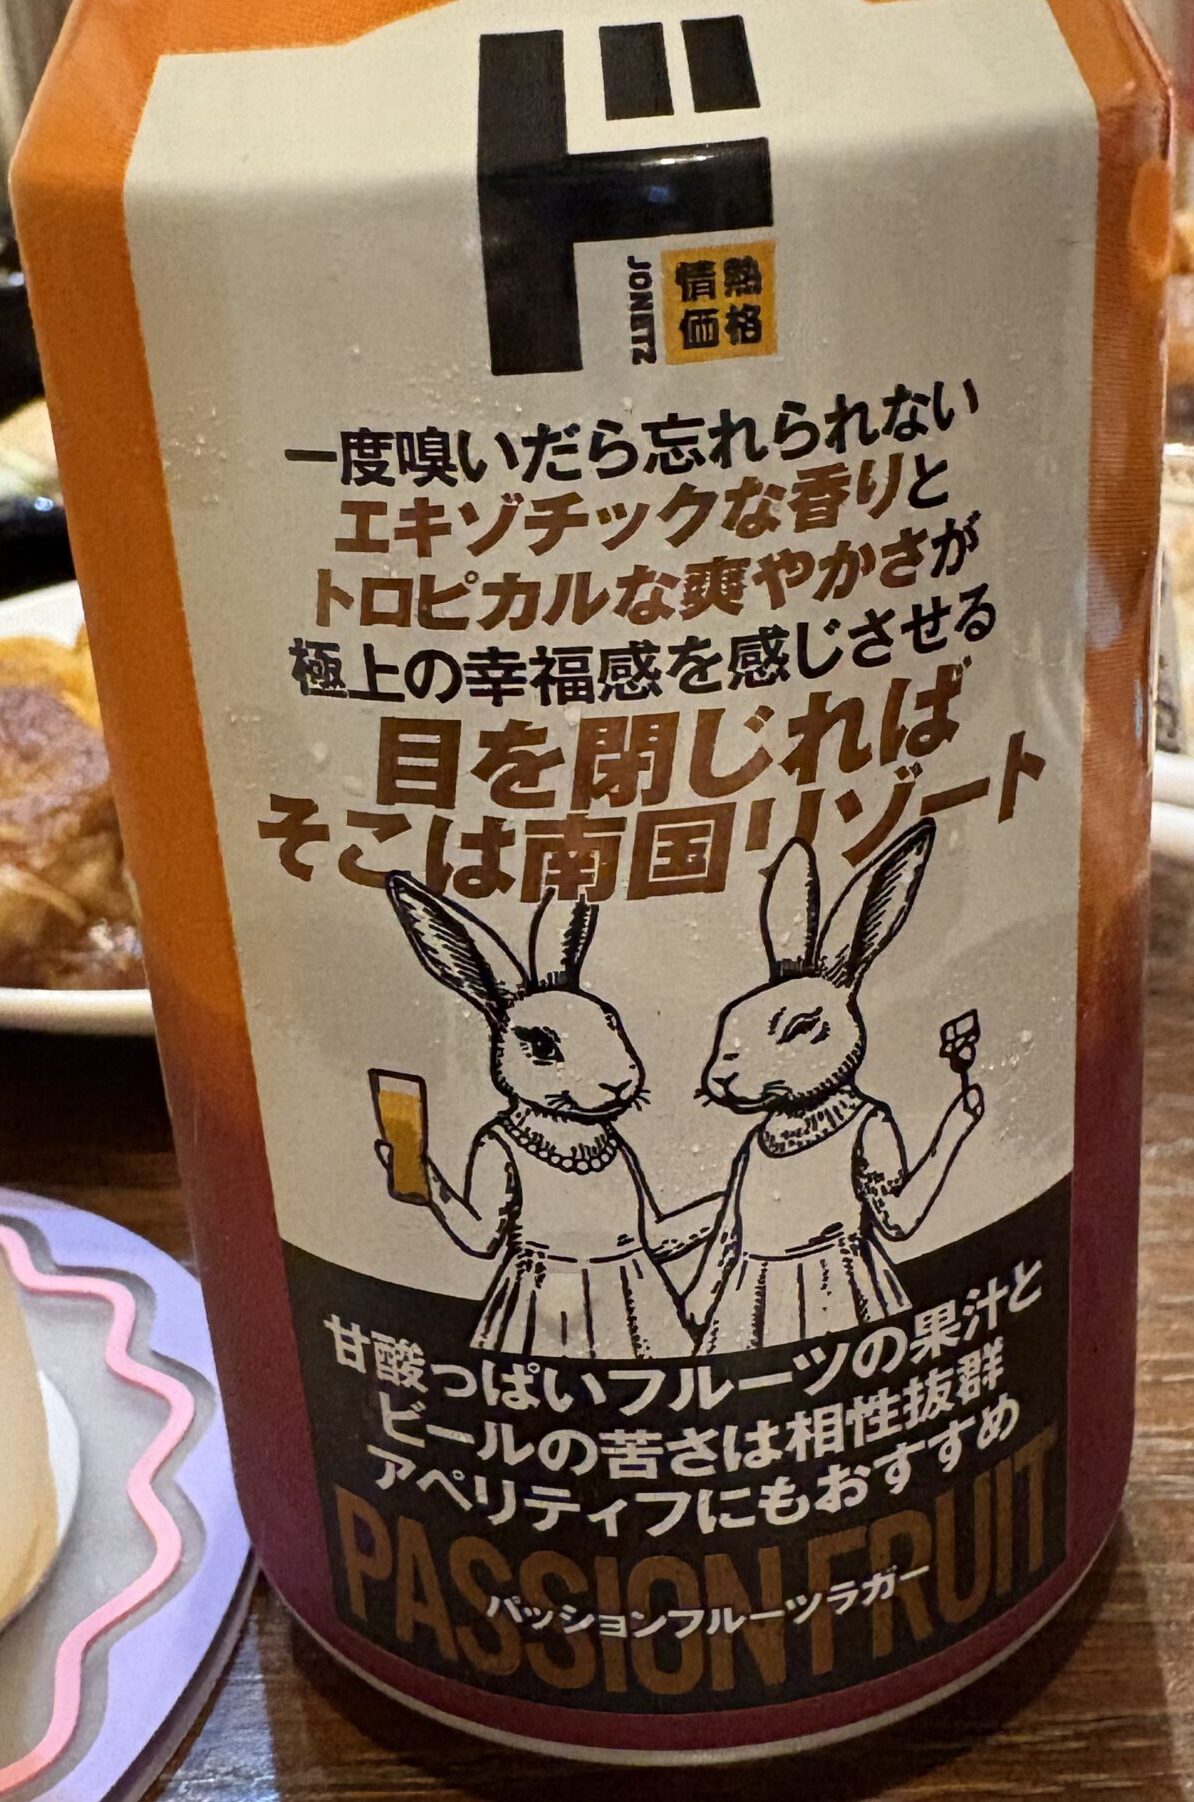 ド
JONETZ
情熱
価格
一度嗅いだら忘れられない
エキゾチックな香りと
トロピカルな爽やかさが
極上の幸福感を感じさせる
目を閉じれば
そこは南国リゾート
甘酸っぱいフルーツの果汁と
ビールの苦さは相性抜群
アペリティフにもおすすめ
PASSION FRUIT
パッションフルーツラガー